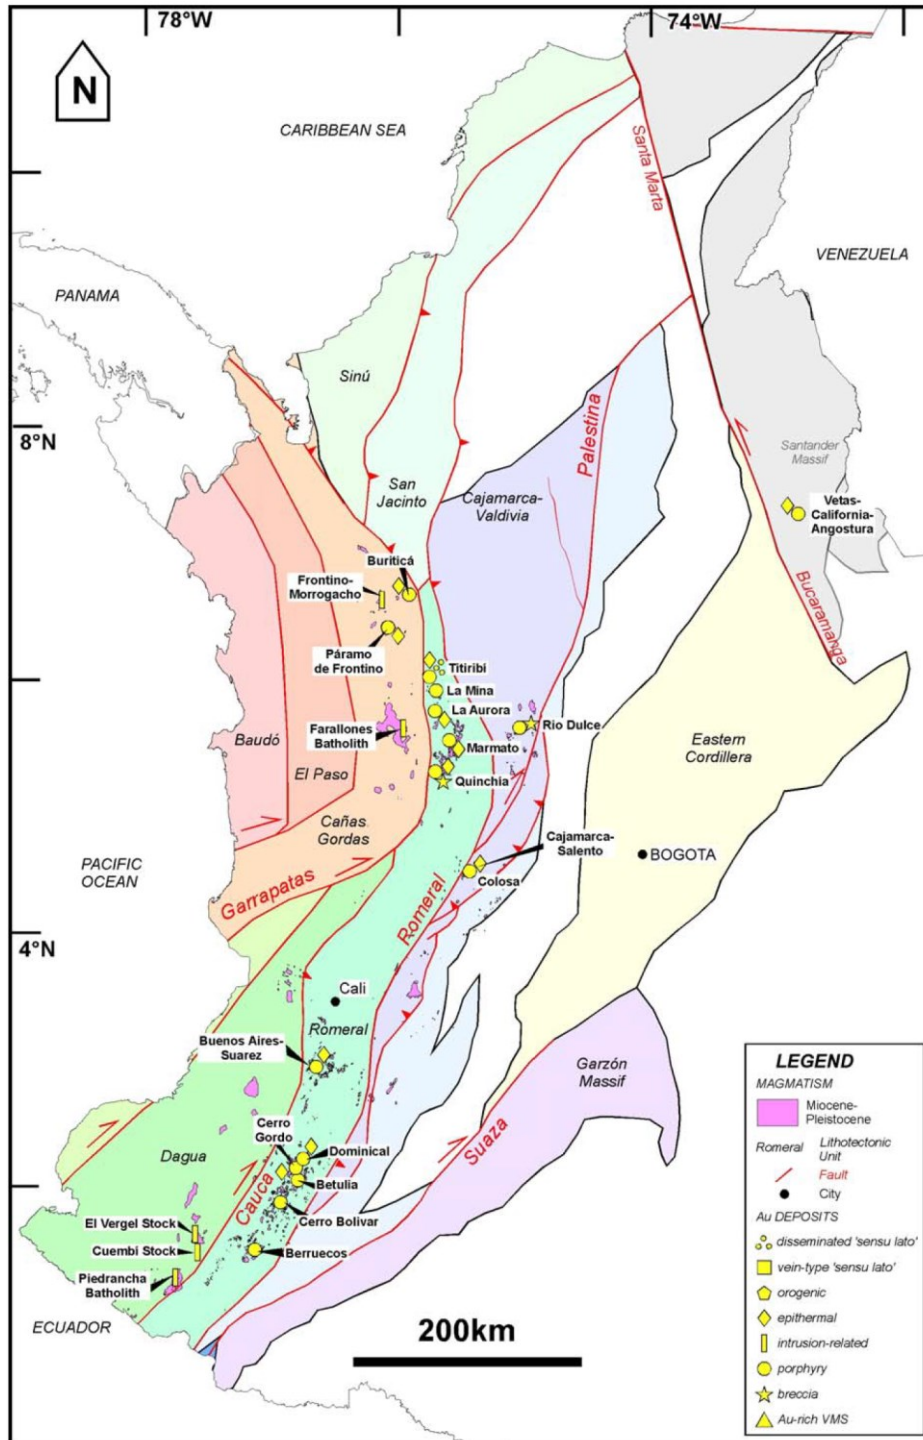 78°W
74°W
N
CARIBBEAN SEA
Santa Marta
VENEZUELA
PANAMA
Sinú
8°N
Palestina
Santander
Massif
San
Jacinto
Cajamarca-
Valdivia
Vetas-
California-
Angostura
Buriticá
Frontino-
Morrogacho
Bucaramanga
Páramo
de Frontino
Titiribi
La Mina
La Aurora
Farallones
Batholith
Rio Dulce
Baudó
Marmato
Eastern
Cordillera
El Paso
Quinchia
Cañas
Gordas
Cajamarca-
Salento
BOGOTA
PACIFIC
OCEAN
Garrapatas
Colosa
Romeral
4°N
Cali
Romeral
Buenos Aires-
Suarez
Garzón
Massif
Cerro
Gordo
Dominical
Suaza
Dagua
Betulia
Cauca
El Vergel Stock
Cerro Bolivar
Cuembi Stock
Berruecos
Piedrancha
Batholith
ECUADOR
200km
LEGEND
MAGMATISM
Miocene-
Pleistocene
Romeral Lithotectonic
Unit
Fault
City
Au DEPOSITS
disseminated 'sensu lato'
vein-type 'sensu lato'
orogenic
epithermal
intrusion-related
porphyry
breccia
Au-rich VMS